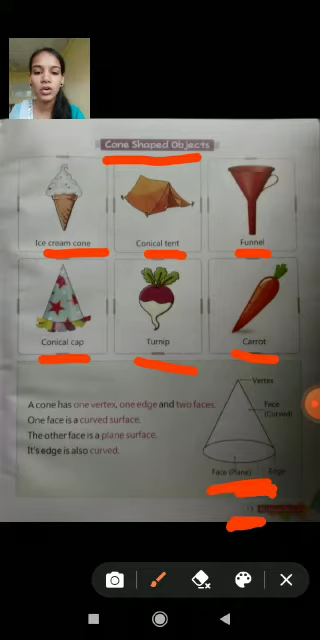 Cone Shaped Objects
Ice cream cone
Conical tent
Funnel
Conical cap
Turnip
Carrot
A cone has one vertex, one edge and two faces.
One face is a curved surface.
The other face is a plane surface.
It's edge is also curved.
Vertex
Face
(Curved)
Face (Plane)
Edge